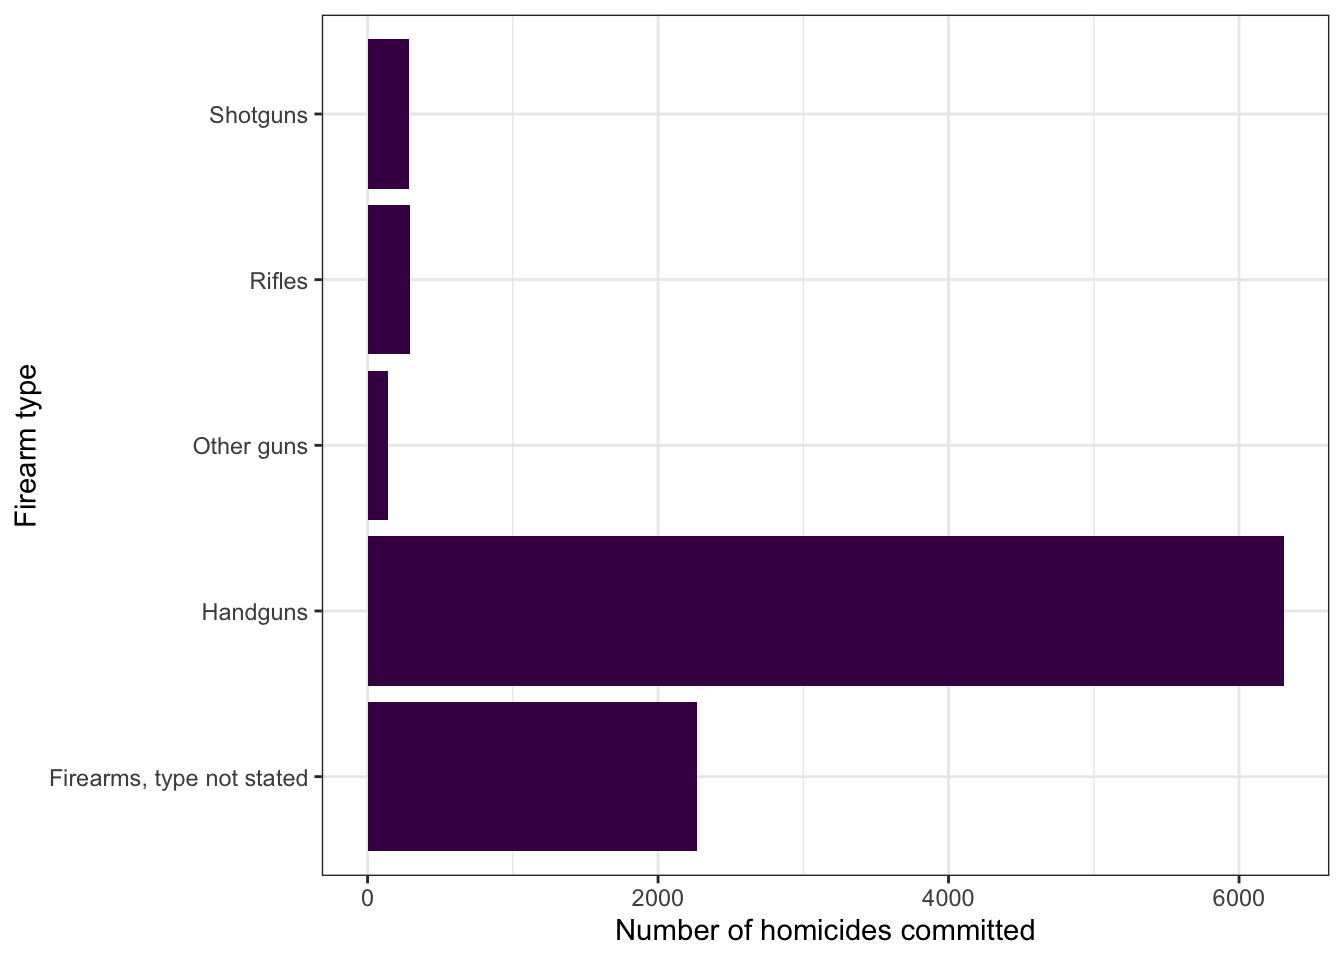 Shotguns
Rifles
Other guns
Handguns
Firearms, type not stated
Firearm type
0 2000 4000 6000
Number of homicides committed